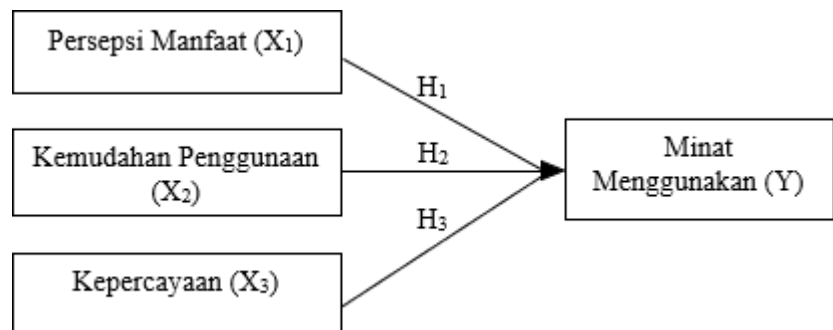 Persepsi Manfaat (X₁)
H₁
Kemudahan Penggunaan
(X₂)
H₂
Minat
Menggunakan (Y)
H₃
Kepercayaan (X₃)